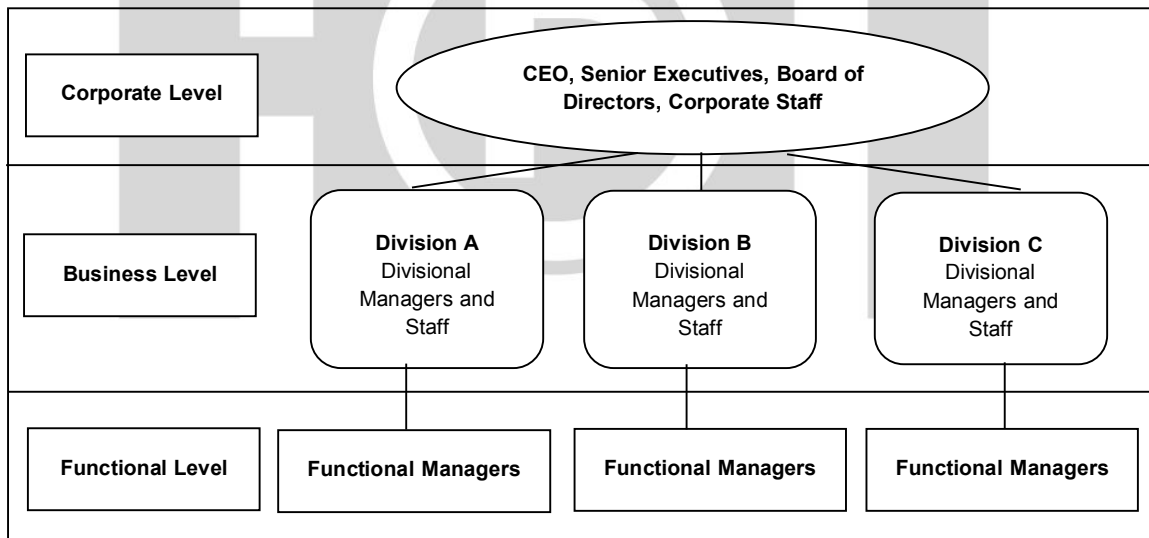 Corporate Level
CEO, Senior Executives, Board of
Directors, Corporate Staff
Business Level
Division A
Divisional
Managers and
Staff
Division B
Divisional
Managers and
Staff
Division C
Divisional
Managers and
Staff
Functional Level
Functional Managers
Functional Managers
Functional Managers